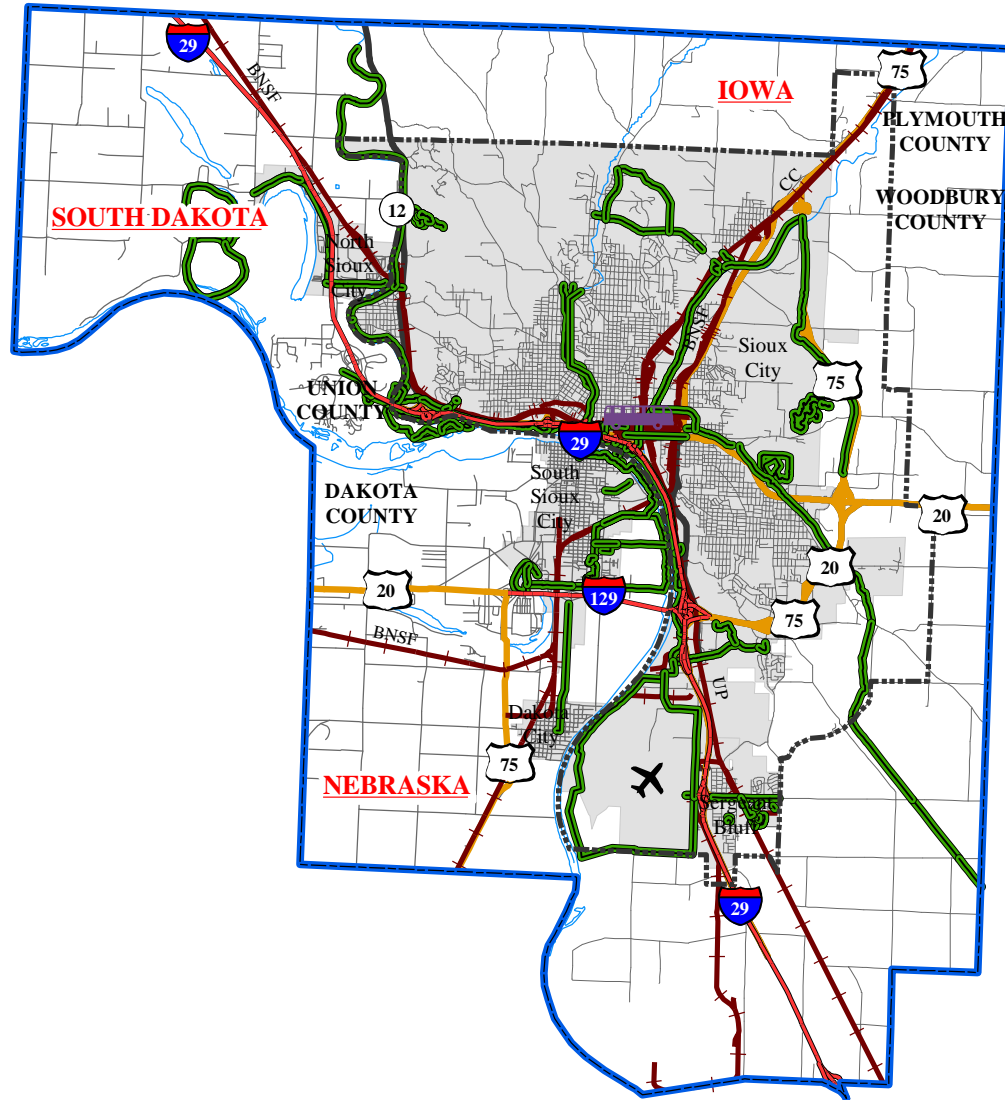 29
BNSF
IOWA
75
PLYMOUTH
COUNTY
CC
WOODBURY
COUNTY
SOUTH DAKOTA
12
North
Sioux
City
BNSF
Sioux
City
75
UNION
COUNTY
29
DAKOTA
COUNTY
South
Sioux
City
20
20
20
129
75
BNSF
UP
Dakota
City
75
NEBRASKA
Sergeant
Bluff
29